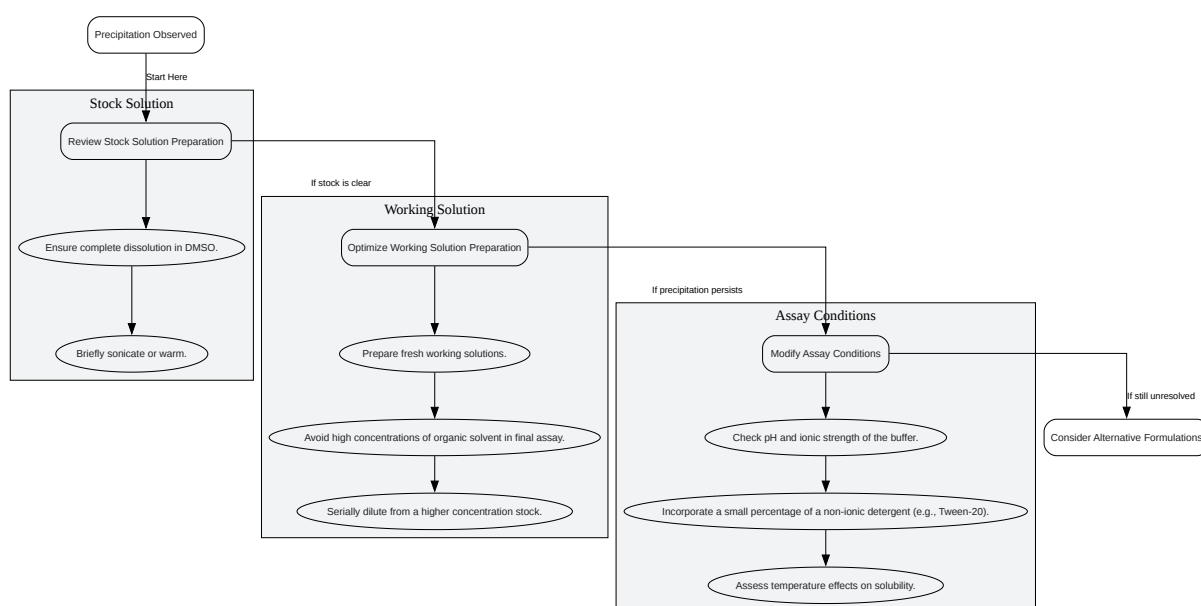 Precipitation Observed
Start Here
Stock Solution
Review Stock Solution Preparation
Ensure complete dissolution in DMSO.
Briefly sonicate or warm.
If stock is clear
Working Solution
Optimize Working Solution Preparation
Prepare fresh working solutions.
Avoid high concentrations of organic solvent in final assay.
Serially dilute from a higher concentration stock.
If precipitation persists
Assay Conditions
Modify Assay Conditions
Check pH and ionic strength of the buffer.
Incorporate a small percentage of a non-ionic detergent (e.g., Tween-20).
Assess temperature effects on solubility.
If still unresolved
Consider Alternative Formulations